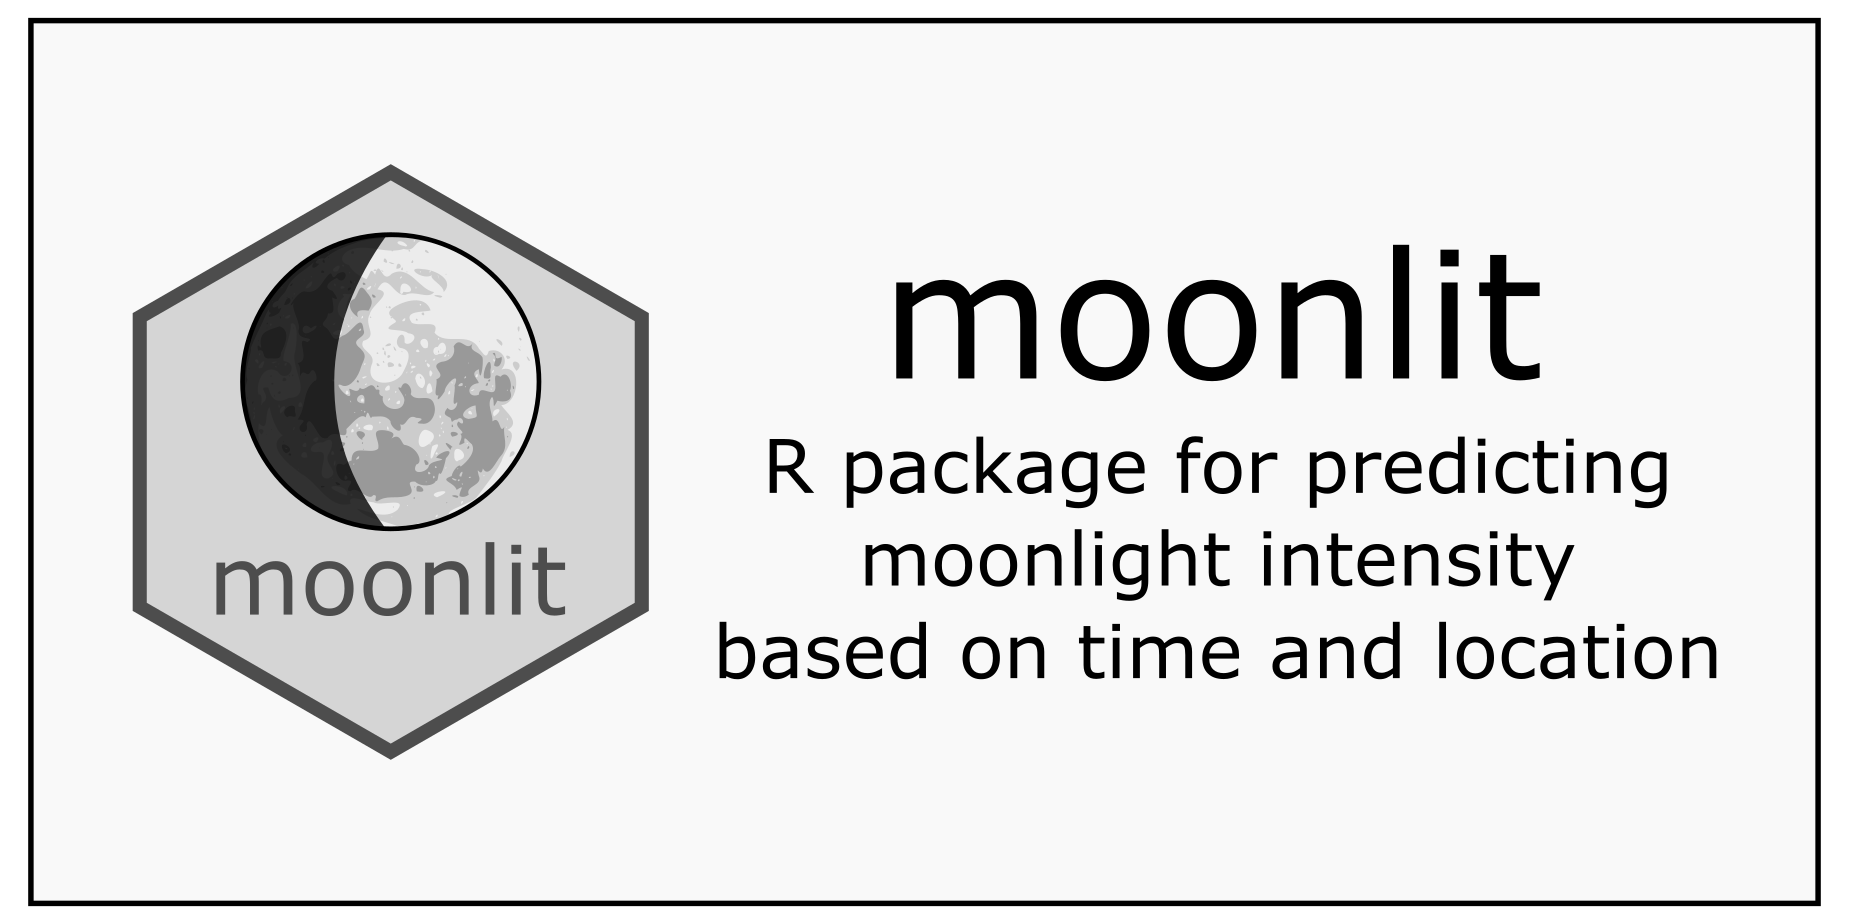 moonlit
moonlit
R package for predicting
moonlight intensity
based on time and location